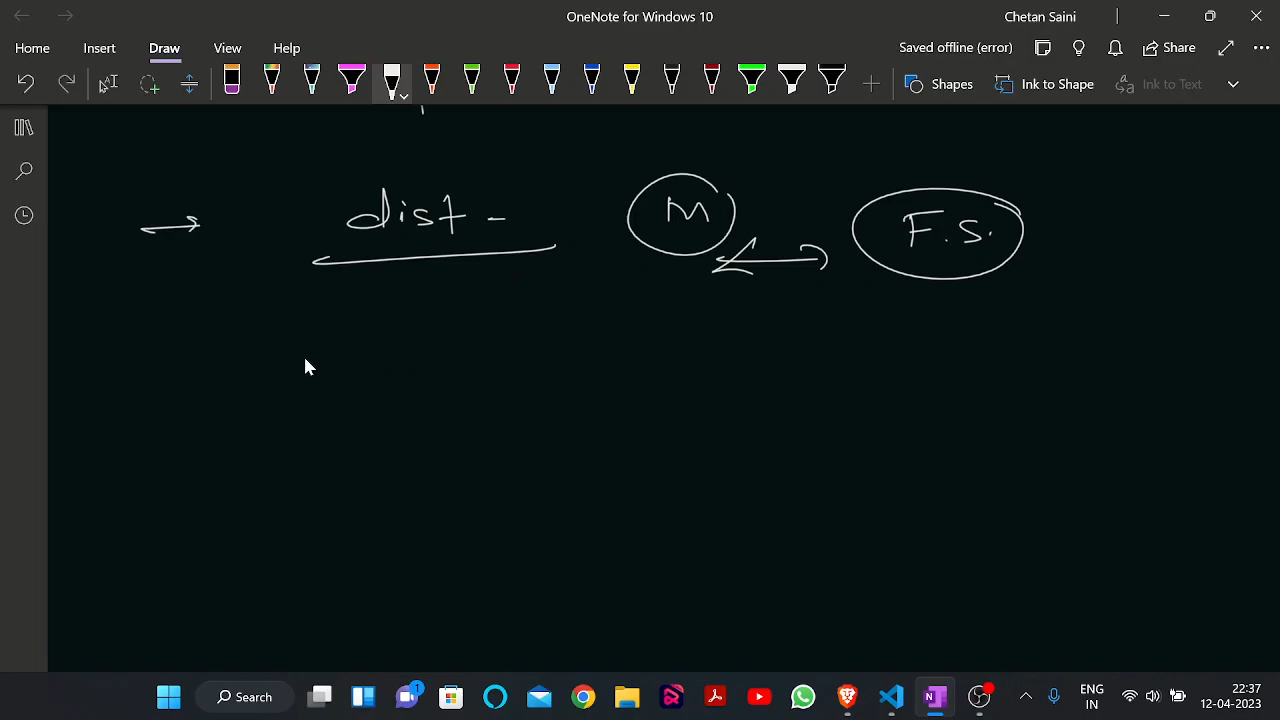 OneNote for Windows 10
Chetan Saini
Home Insert Draw View Help
Saved offline (error) Share
Shapes Ink to Shape Ink to Text
dist - M F.S.
Search
ENG
IN
22:37
12-04-2023
1